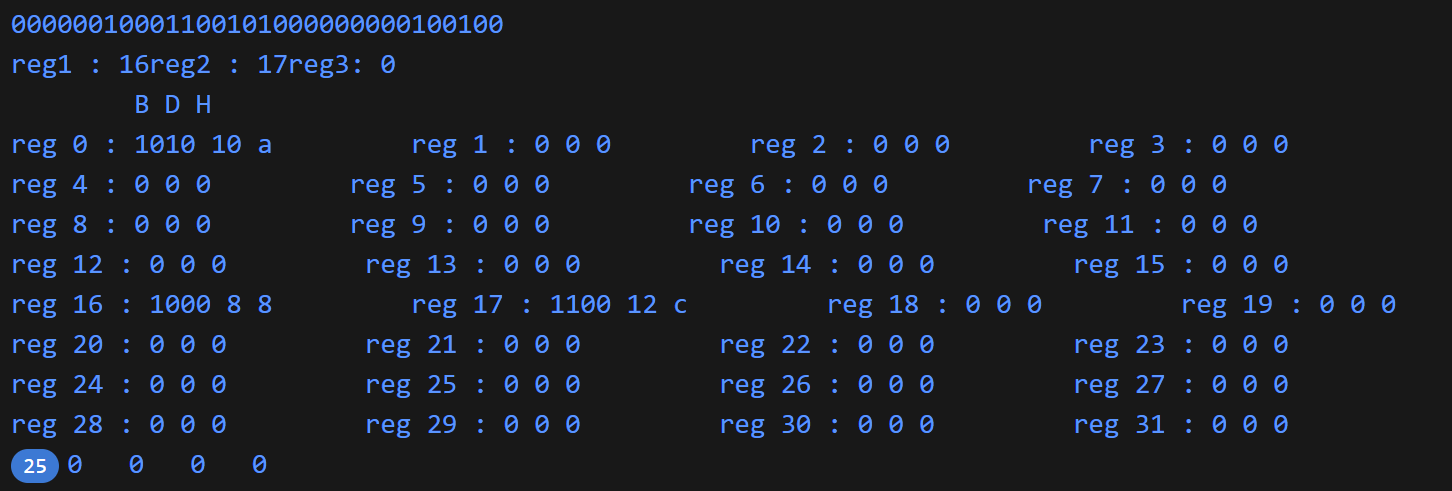 00000010001100101000000000100100
reg1 : 16reg2 : 17reg3: 0
B D H
reg 0 : 1010 10 a reg 1 : 0 0 0 reg 2 : 0 0 0 reg 3 : 0 0 0
reg 4 : 0 0 0 reg 5 : 0 0 0 reg 6 : 0 0 0 reg 7 : 0 0 0
reg 8 : 0 0 0 reg 9 : 0 0 0 reg 10 : 0 0 0 reg 11 : 0 0 0
reg 12 : 0 0 0 reg 13 : 0 0 0 reg 14 : 0 0 0 reg 15 : 0 0 0
reg 16 : 1000 8 8 reg 17 : 1100 12 c reg 18 : 0 0 0 reg 19 : 0 0 0
reg 20 : 0 0 0 reg 21 : 0 0 0 reg 22 : 0 0 0 reg 23 : 0 0 0
reg 24 : 0 0 0 reg 25 : 0 0 0 reg 26 : 0 0 0 reg 27 : 0 0 0
reg 28 : 0 0 0 reg 29 : 0 0 0 reg 30 : 0 0 0 reg 31 : 0 0 0
25 0 0 0 0